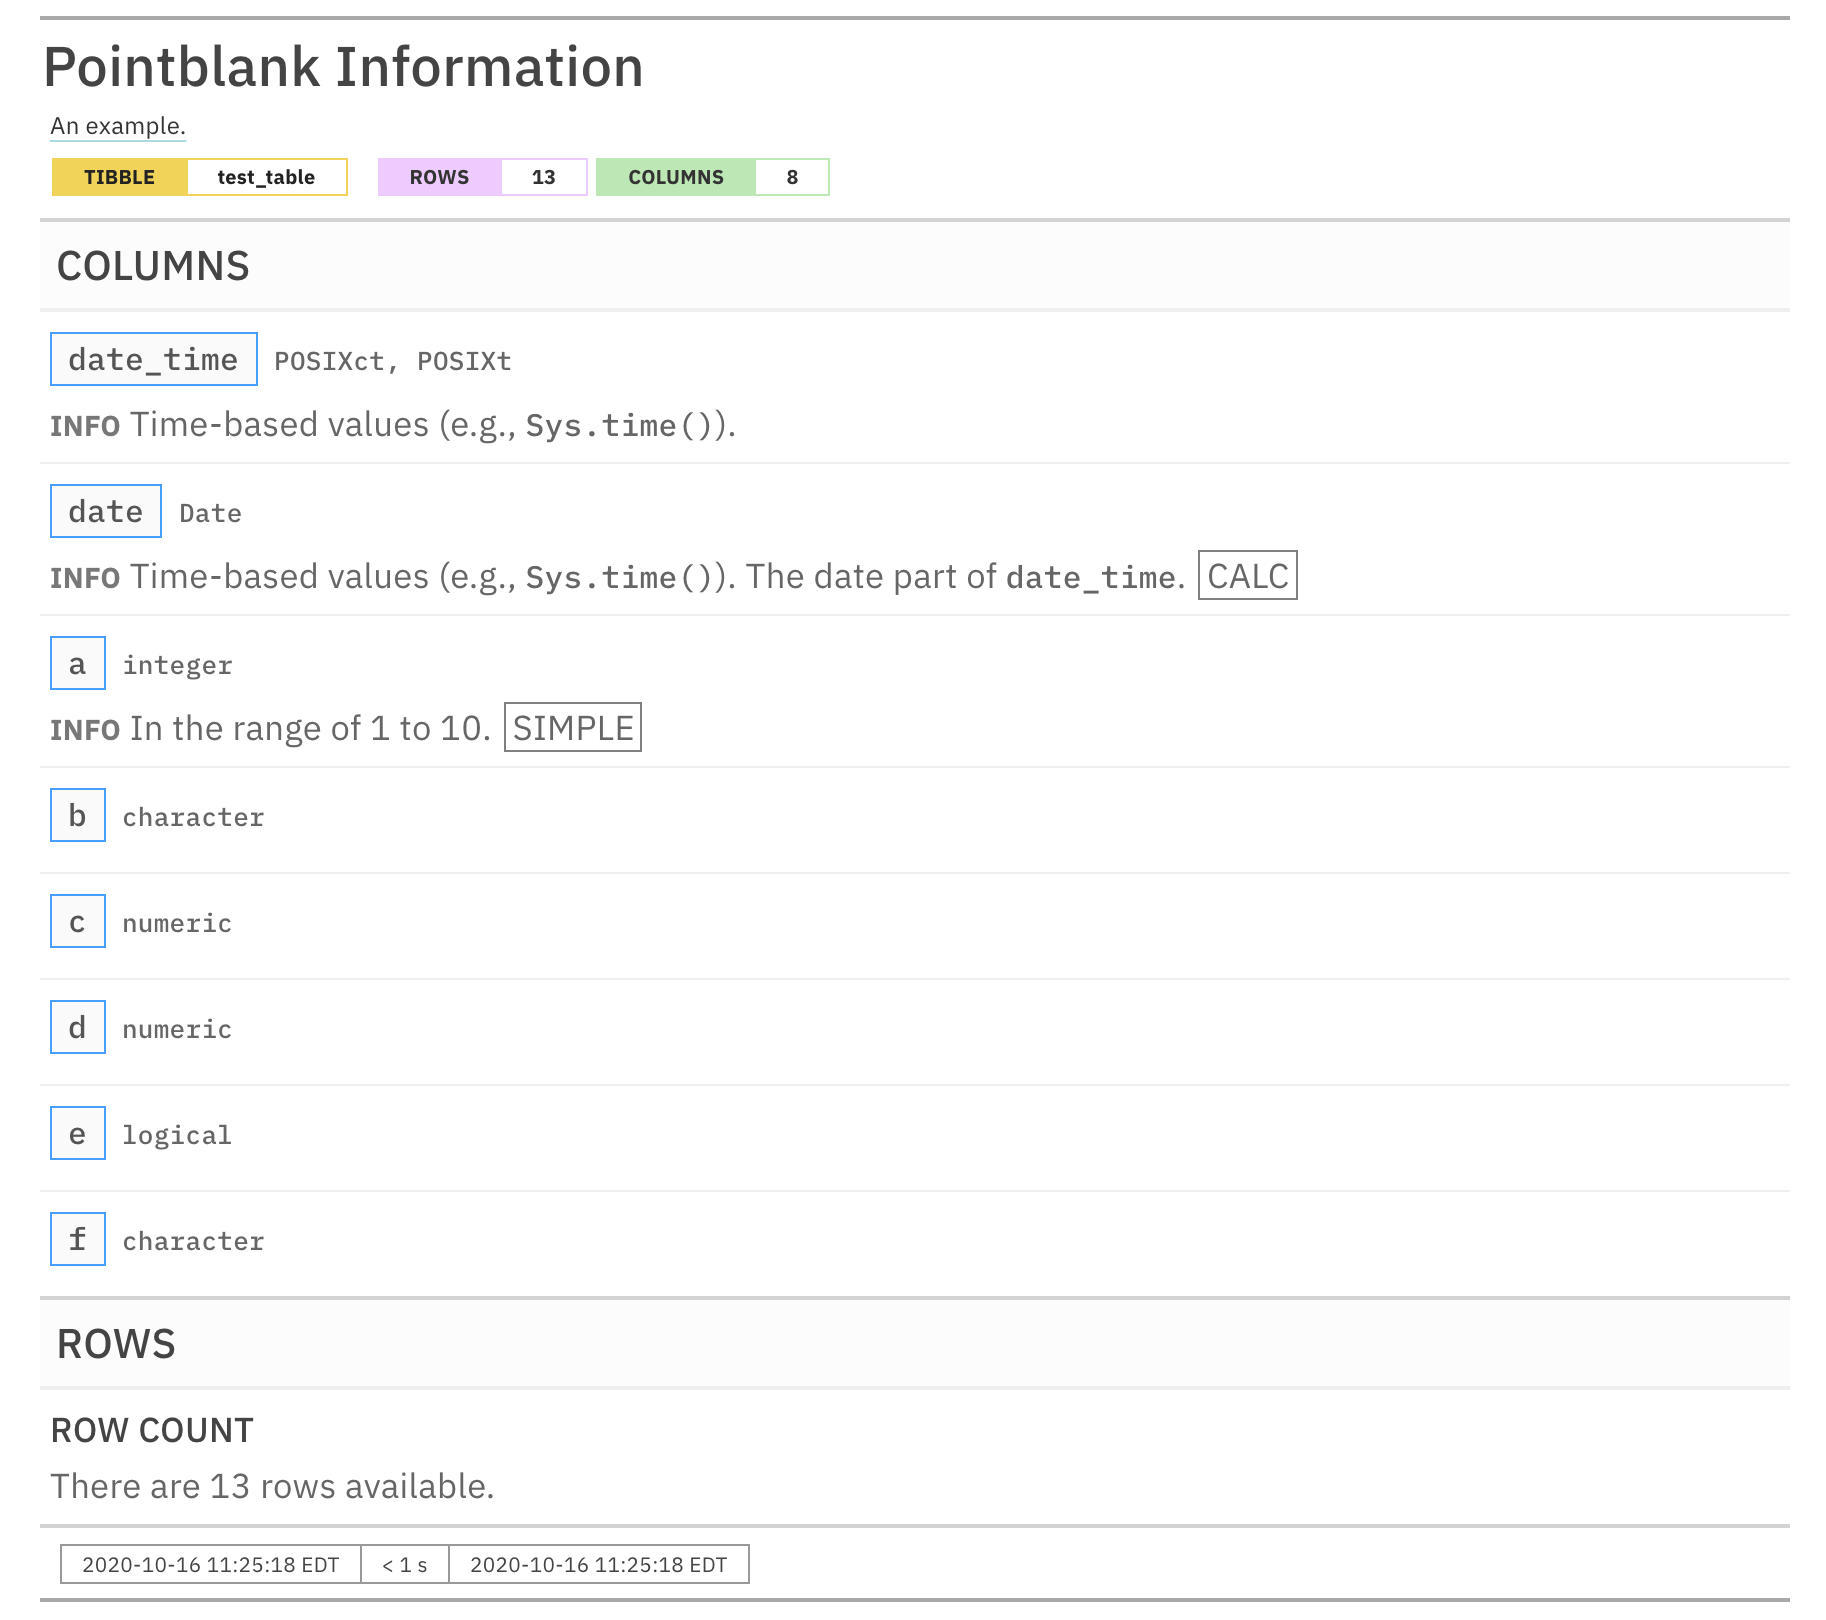 Pointblank Information
An example.
TIBBLE test_table ROWS 13 COLUMNS 8
COLUMNS
date_time POSIXct, POSIXt
INFO Time-based values (e.g., Sys.time()).
date Date
INFO Time-based values (e.g., Sys.time()). The date part of date_time. CALC
a integer
INFO In the range of 1 to 10. SIMPLE
b character
c numeric
d numeric
e logical
f character
ROWS
ROW COUNT
There are 13 rows available.
2020-10-16 11:25:18 EDT < 1 s 2020-10-16 11:25:18 EDT